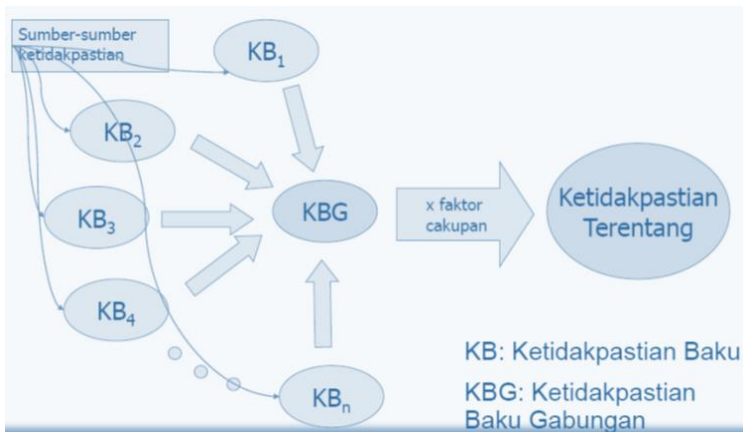 Sumber-sumber
ketidakpastian
KB₁
KB₂
KB₃
KB₄
KBₙ
KBG
x faktor
cakupan
Ketidakpastian
Terentang
KB: Ketidakpastian Baku
KBG: Ketidakpastian
Baku Gabungan